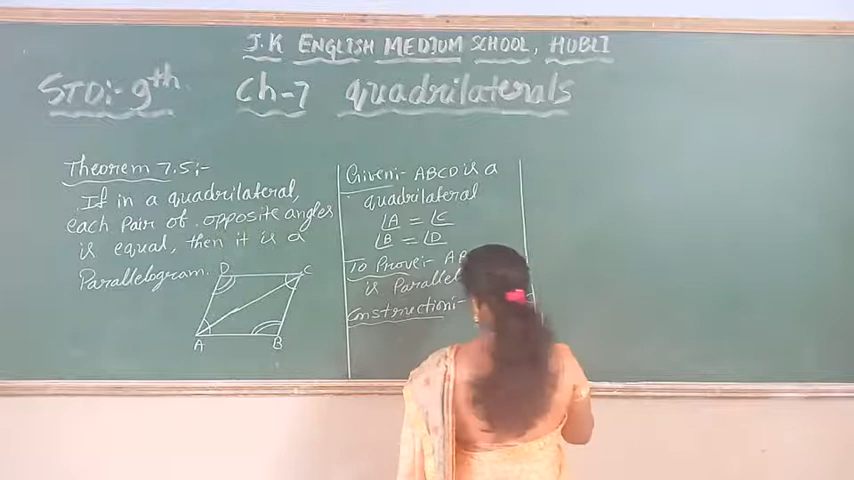 J.K ENGLISH MEDIUM SCHOOL, HUBLI
STD:- 9th
Ch-7 quadrilaterals
Theorem 7.5:-
If in a quadrilateral,
each Pair of opposite angles
is equal, then it is a
Parallelogram.
D C
A B
Given:- ABCD is a
quadrilateral
∠A = ∠C
∠B = ∠D
To Prove:- AB
is Parallel
Construction:-